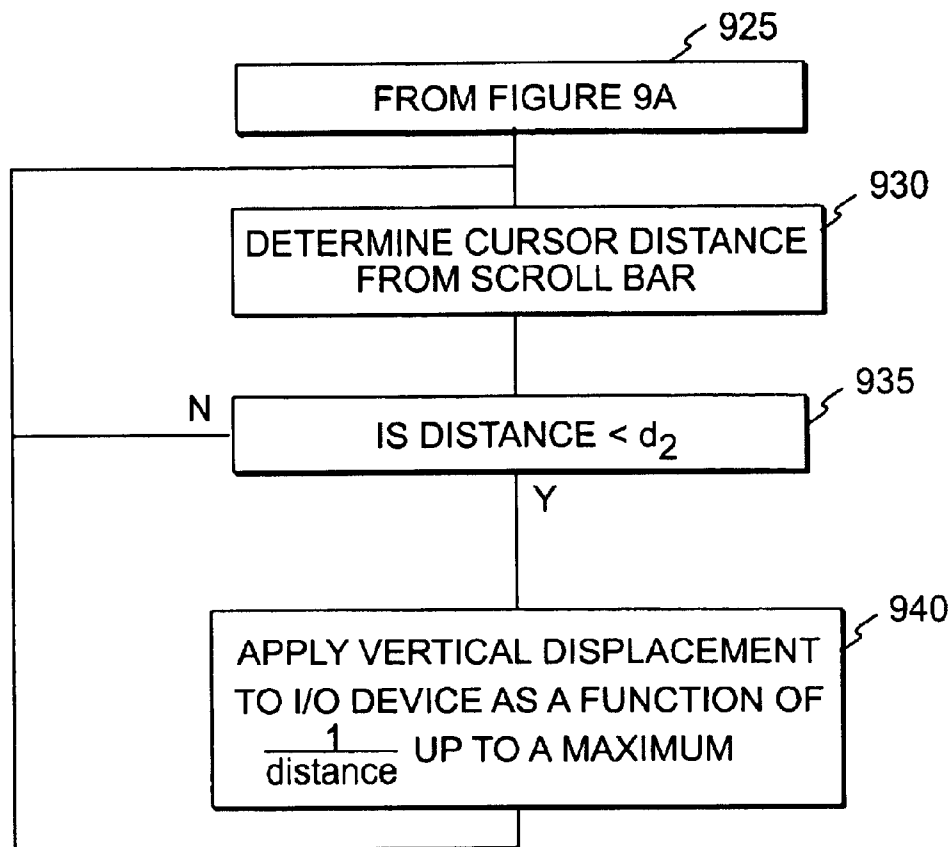 925
FROM FIGURE 9A
930
DETERMINE CURSOR DISTANCE
FROM SCROLL BAR
935
N
IS DISTANCE < d2
Y
940
APPLY VERTICAL DISPLACEMENT
TO I/O DEVICE AS A FUNCTION OF
1/distance UP TO A MAXIMUM